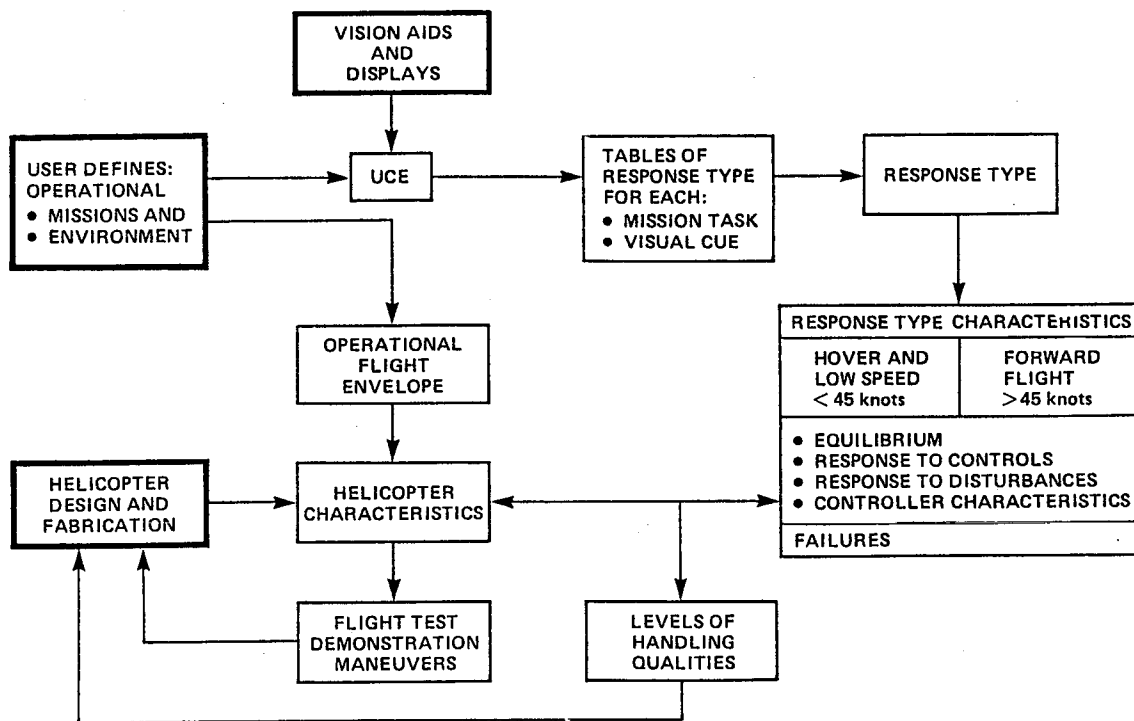 VISION AIDS
AND
DISPLAYS
USER DEFINES:
OPERATIONAL
• MISSIONS AND
• ENVIRONMENT
UCE
TABLES OF
RESPONSE TYPE
FOR EACH:
• MISSION TASK
• VISUAL CUE
RESPONSE TYPE
OPERATIONAL
FLIGHT
ENVELOPE
RESPONSE TYPE CHARACTERISTICS
HOVER AND
LOW SPEED
< 45 knots
FORWARD
FLIGHT
>45 knots
• EQUILIBRIUM
• RESPONSE TO CONTROLS
• RESPONSE TO DISTURBANCES
• CONTROLLER CHARACTERISTICS
FAILURES
HELICOPTER
DESIGN AND
FABRICATION
HELICOPTER
CHARACTERISTICS
FLIGHT TEST
DEMONSTRATION
MANEUVERS
LEVELS OF
HANDLING
QUALITIES